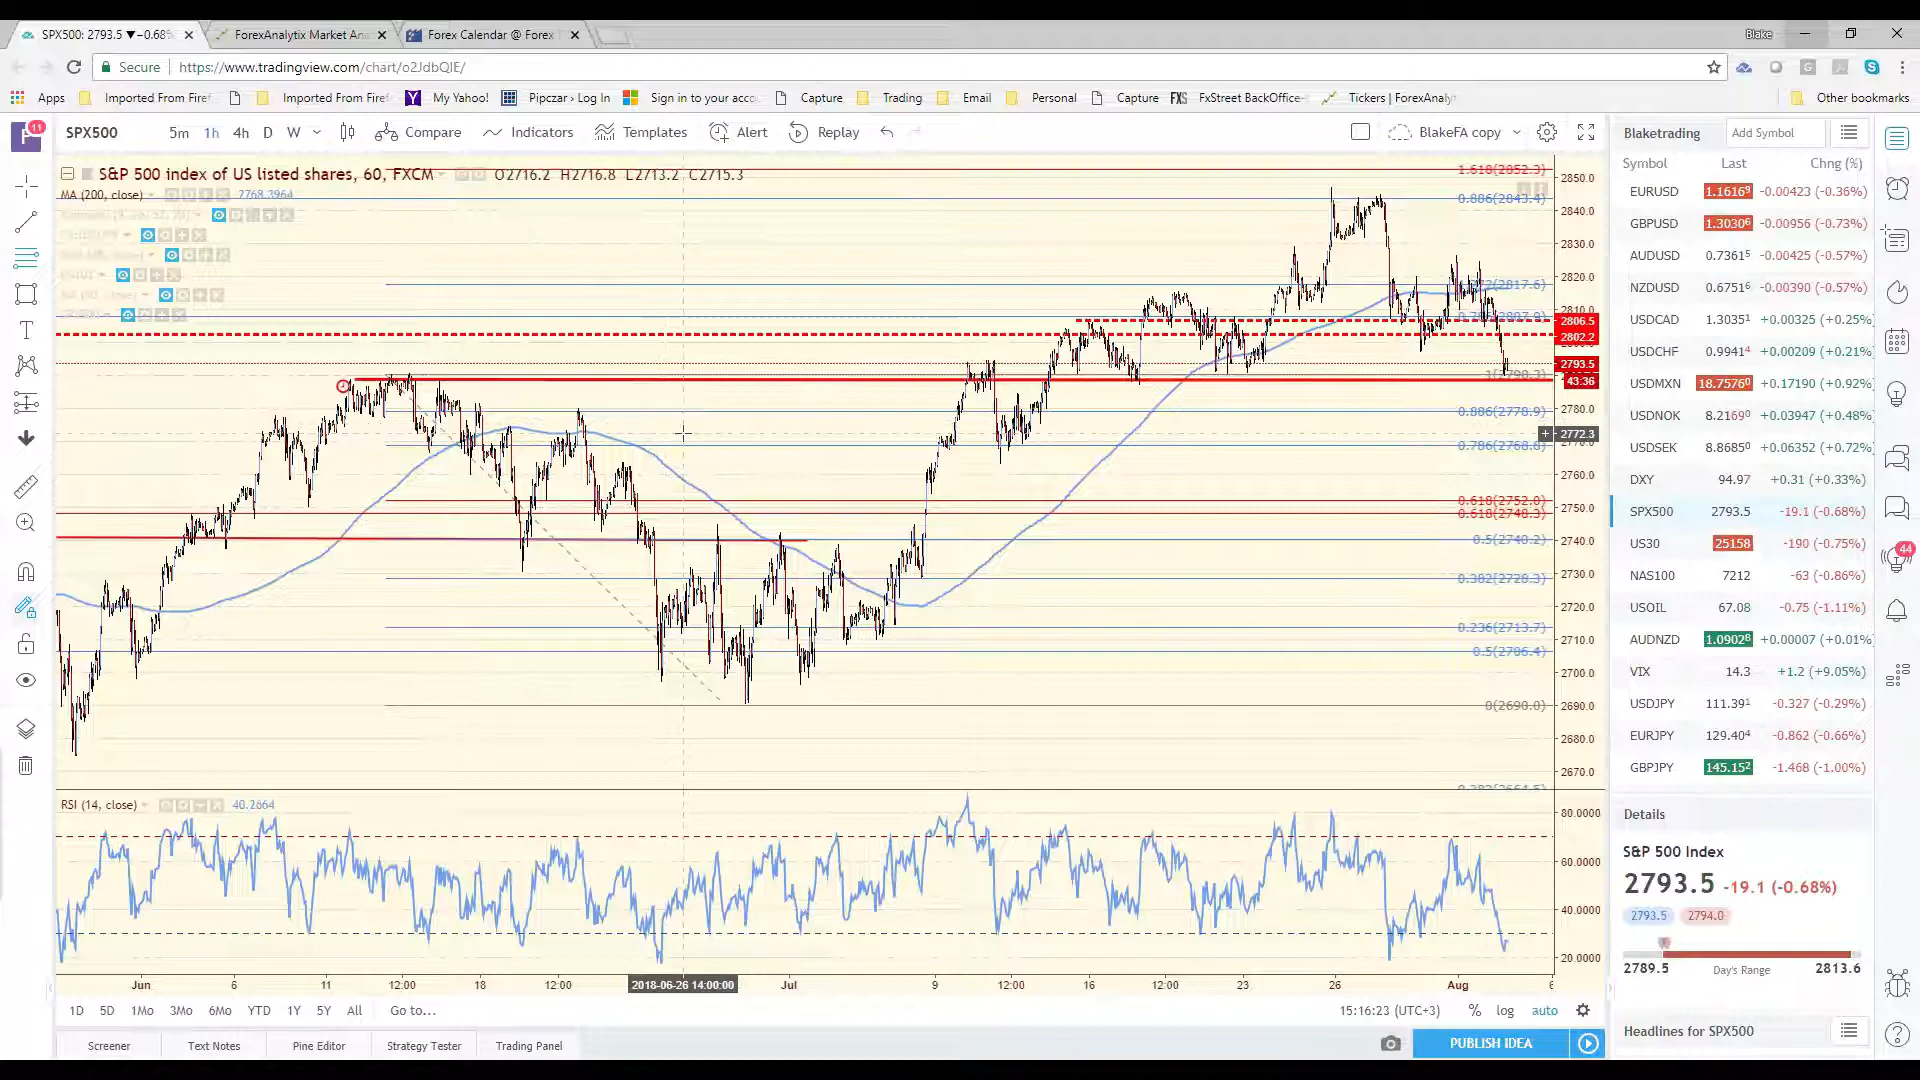 SPX500: 2793.5 ▼−0.68%
ForexAnalytix Market Ana
Forex Calendar @ Forex
Blake
Secure
https://www.tradingview.com/chart/o2JdbQlE/
Apps
Imported From Firef
Imported From Firef
My Yahoo!
Pipczar › Log In
Sign in to your acco
Capture
Trading
Email
Personal
Capture
FXS FxStreet BackOffice-
Tickers | ForexAnaly
Other bookmarks
11
SPX500
5m 1h 4h D W
Compare
Indicators
Templates
Alert
Replay
BlakeFA copy
S&P 500 index of US listed shares, 60, FXCM
O2716.2 H2716.8 L2713.2 C2715.3
MA (200, close)
2768.3964
1.618(2852.3)
0.886(2843.4)
1(2790.3)
0.886(2778.9)
0.786(2768.8)
0.618(2752.0)
0.618(2748.3)
0.5(2740.2)
0.382(2728.3)
0.236(2713.7)
0.5(2706.4)
0(2690.0)
2850.0
2840.0
2830.0
2820.0
2810.0
2806.5
2802.2
2793.5
43:36
2780.0
2772.3
2760.0
2750.0
2740.0
2730.0
2720.0
2710.0
2700.0
2690.0
2680.0
2670.0
RSI (14, close)
40.2664
80.0000
60.0000
40.0000
20.0000
Jun 6 11 12:00 18 12:00 2018-06-26 14:00:00 Jul 9 12:00 16 12:00 23 26 Aug 6
1D 5D 1Mo 3Mo 6Mo YTD 1Y 5Y All Go to...
15:16:23 (UTC+3) % log auto
Screener
Text Notes
Pine Editor
Strategy Tester
Trading Panel
PUBLISH IDEA
Blaketrading
Add Symbol
Symbol Last Chng (%)
EURUSD 1.16169 -0.00423 (-0.36%)
GBPUSD 1.30306 -0.00956 (-0.73%)
AUDUSD 0.73615 -0.00425 (-0.57%)
NZDUSD 0.67516 -0.00390 (-0.57%)
USDCAD 1.30351 +0.00325 (+0.25%)
USDCHF 0.99414 +0.00209 (+0.21%)
USDMXN 18.75760 +0.17190 (+0.92%)
USDNOK 8.21690 +0.03947 (+0.48%)
USDSEK 8.86850 +0.06352 (+0.72%)
DXY 94.97 +0.31 (+0.33%)
SPX500 2793.5 -19.1 (-0.68%)
US30 25158 -190 (-0.75%)
NAS100 7212 -63 (-0.86%)
USOIL 67.08 -0.75 (-1.11%)
AUDNZD 1.09028 +0.00007 (+0.01%)
VIX 14.3 +1.2 (+9.05%)
USDJPY 111.391 -0.327 (-0.29%)
EURJPY 129.404 -0.862 (-0.66%)
GBPJPY 145.152 -1.468 (-1.00%)
Details
S&P 500 Index
2793.5 -19.1 (-0.68%)
2793.5 2794.0
2789.5 Day's Range 2813.6
Headlines for SPX500
44